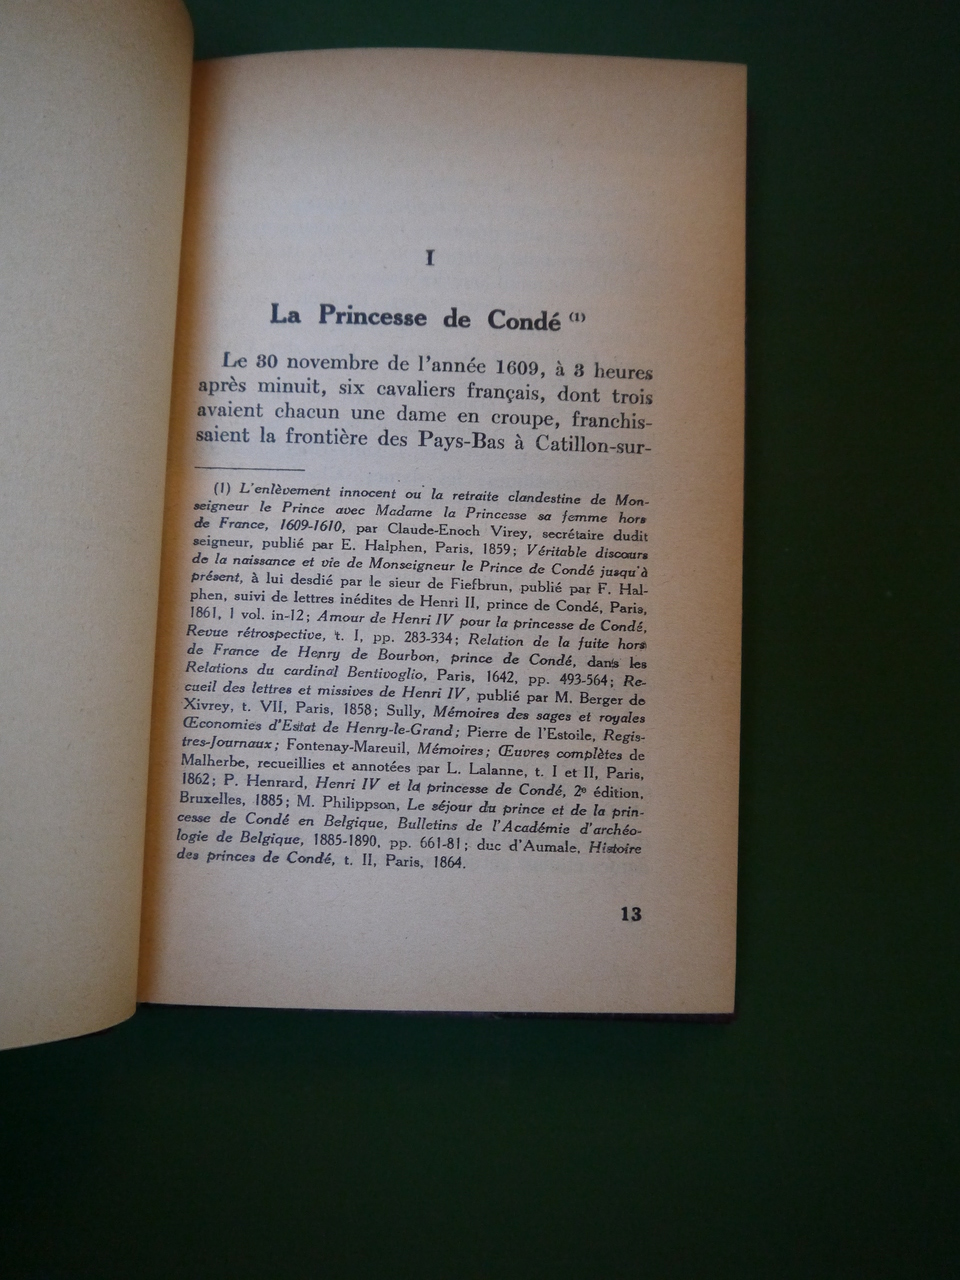 I
La Princesse de Condé (1)
Le 30 novembre de l'année 1609, à 3 heures
après minuit, six cavaliers français, dont trois
avaient chacun une dame en croupe, franchis-
saient la frontière des Pays-Bas à Catillon-sur-
(1) L'enlèvement innocent ou la retraite clandestine de Mon-
seigneur le Prince avec Madame la Princesse sa femme hors
de France, 1609-1610, par Claude-Enoch Virey, secrétaire dudit
seigneur, publié par E. Halphen, Paris, 1859; Véritable discours
de la naissance et vie de Monseigneur le Prince de Condé jusqu'à
présent, à lui desdié par le sieur de Fiefbrun, publié par F. Hal-
phen, suivi de lettres inédites de Henri II, prince de Condé, Paris,
1861, 1 vol. in-12; Amour de Henri IV pour la princesse de Condé,
Revue rétrospective, t. I, pp. 283-334; Relation de la fuite hors
de France de Henry de Bourbon, prince de Condé, dans les
Relations du cardinal Bentivoglio, Paris, 1642, pp. 493-564; Re-
cueil des lettres et missives de Henri IV, publié par M. Berger de
Xivrey, t. VII, Paris, 1858; Sully, Mémoires des sages et royales
Œconomies d'Estat de Henry-le-Grand; Pierre de l'Estoile, Regis-
tres-Journaux; Fontenay-Mareuil, Mémoires; Œuvres complètes de
Malherbe, recueillies et annotées par L. Lalanne, t. I et II, Paris,
1862; P. Henrard, Henri IV et la princesse de Condé, 2e édition,
Bruxelles, 1885; M. Philippson, Le séjour du prince et de la prin-
cesse de Condé en Belgique, Bulletins de l'Académie d'archéo-
logie de Belgique, 1885-1890, pp. 661-81; duc d'Aumale, Histoire
des princes de Condé, t. II, Paris, 1864.
13